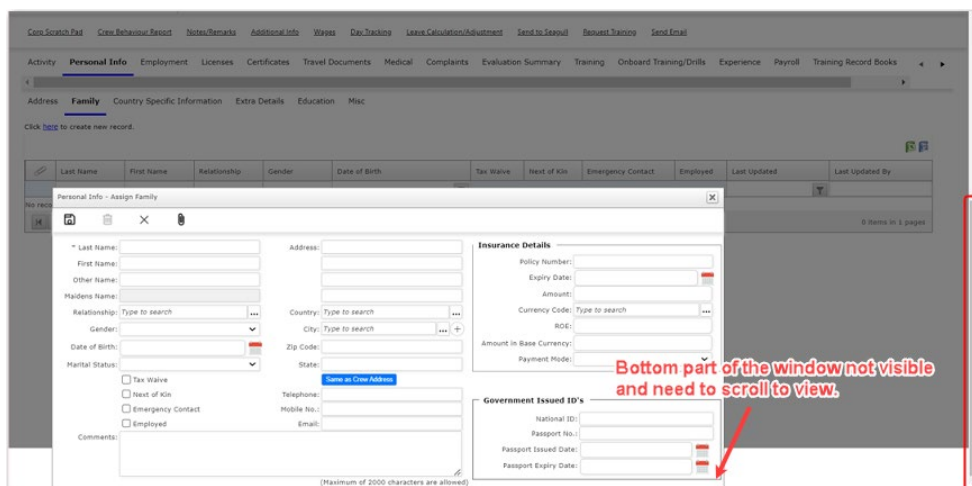 Corp Scratch Pad Crew Behaviour Report Notes/Remarks Additional Info Wages Day Tracking Leave Calculation/Adjustment Send to Seagull Request Training Send Email
Activity Personal Info Employment Licenses Certificates Travel Documents Medical Complaints Evaluation Summary Training Onboard Training/Drills Experience Payroll Training Record Books
Address Family Country Specific Information Extra Details Education Misc
Click here to create new record.
Last Name First Name Relationship Gender Date of Birth Tax Waive Next of Kin Emergency Contact Employed Last Updated Last Updated By
No reco
0 items in 1 pages
Personal Info - Assign Family
* Last Name:
First Name:
Other Name:
Maidens Name:
Relationship: Type to search ...
Gender:
Date of Birth:
Marital Status:
Tax Waive
Next of Kin
Emergency Contact
Employed
Comments:
(Maximum of 2000 characters are allowed)
Address:
Country: Type to search ...
City: Type to search ... +
Zip Code:
State:
Same as Crew Address
Telephone:
Mobile No.:
Email:
Insurance Details
Policy Number:
Expiry Date:
Amount:
Currency Code: Type to search ...
ROE:
Amount in Base Currency:
Payment Mode:
Government Issued ID's
National ID:
Passport No.:
Passport Issued Date:
Passport Expiry Date:
Bottom part of the window not visible
and need to scroll to view.